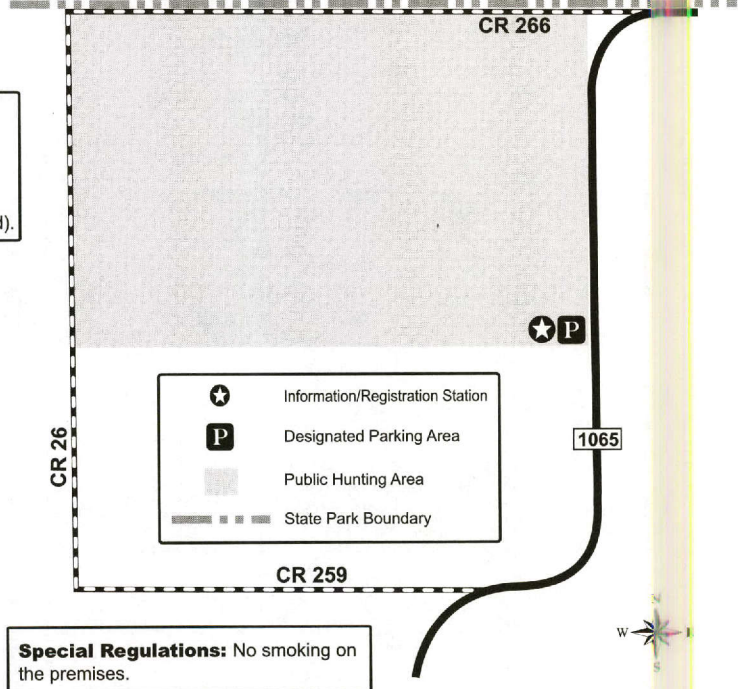 CR 266
d).
P
Information/Registration Station
P Designated Parking Area
Public Hunting Area
State Park Boundary
1065
CR 26
CR 259
N
W
S
Special Regulations: No smoking on
the premises.